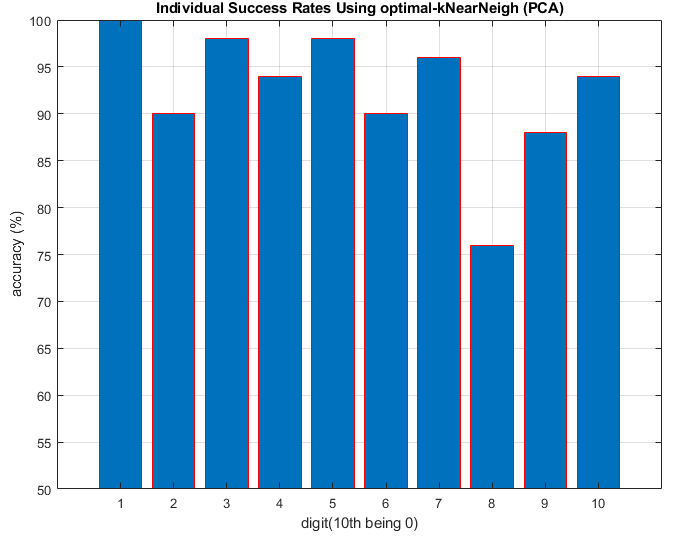 Individual Success Rates Using optimal-kNearNeigh (PCA)
100
95
90
85
80
75
70
65
60
55
50
accuracy (%)
1 2 3 4 5 6 7 8 9 10
digit(10th being 0)